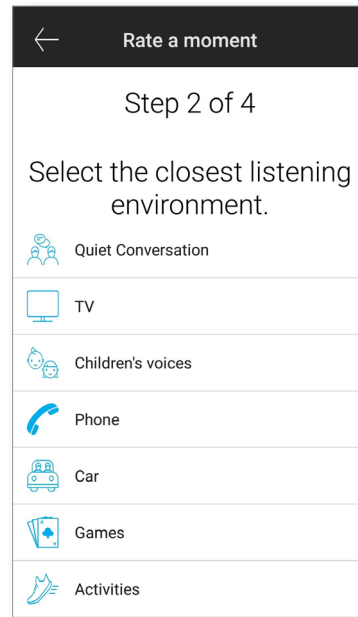 Rate a moment
Step 2 of 4
Select the closest listening
environment.
Quiet Conversation
TV
Children's voices
Phone
Car
Games
Activities